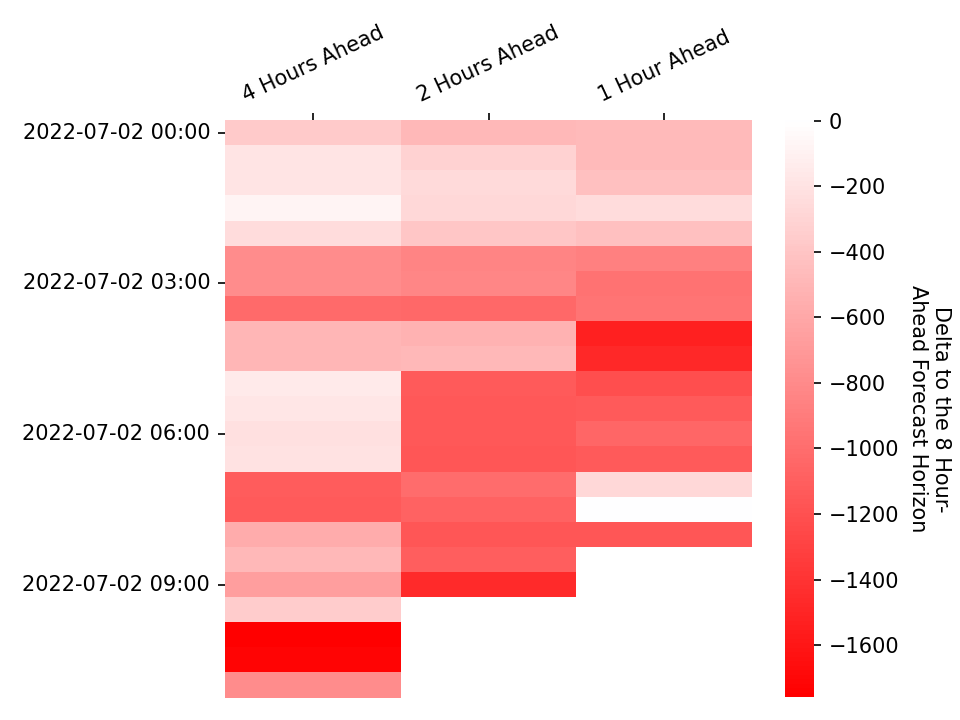 4 Hours Ahead
2 Hours Ahead
1 Hour Ahead
2022-07-02 00:00
2022-07-02 03:00
2022-07-02 06:00
2022-07-02 09:00
0
−200
−400
−600
−800
−1000
−1200
−1400
−1600
Delta to the 8 Hour-
Ahead Forecast Horizon